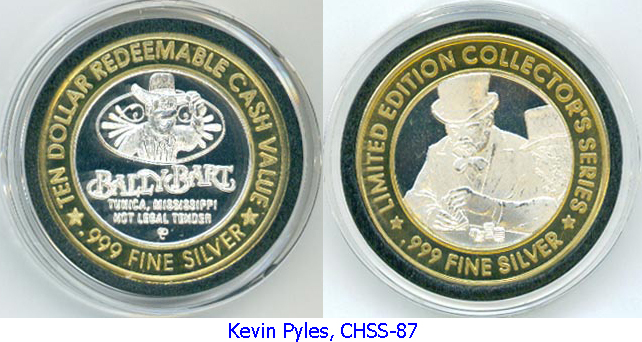 TEN DOLLAR REDEEMABLE CASH VALUE
BALLY BART
TUNICA, MISSISSIPPI
NOT LEGAL TENDER
.999 FINE SILVER
LIMITED EDITION COLLECTOR'S SERIES
.999 FINE SILVER
Kevin Pyles, CHSS-87